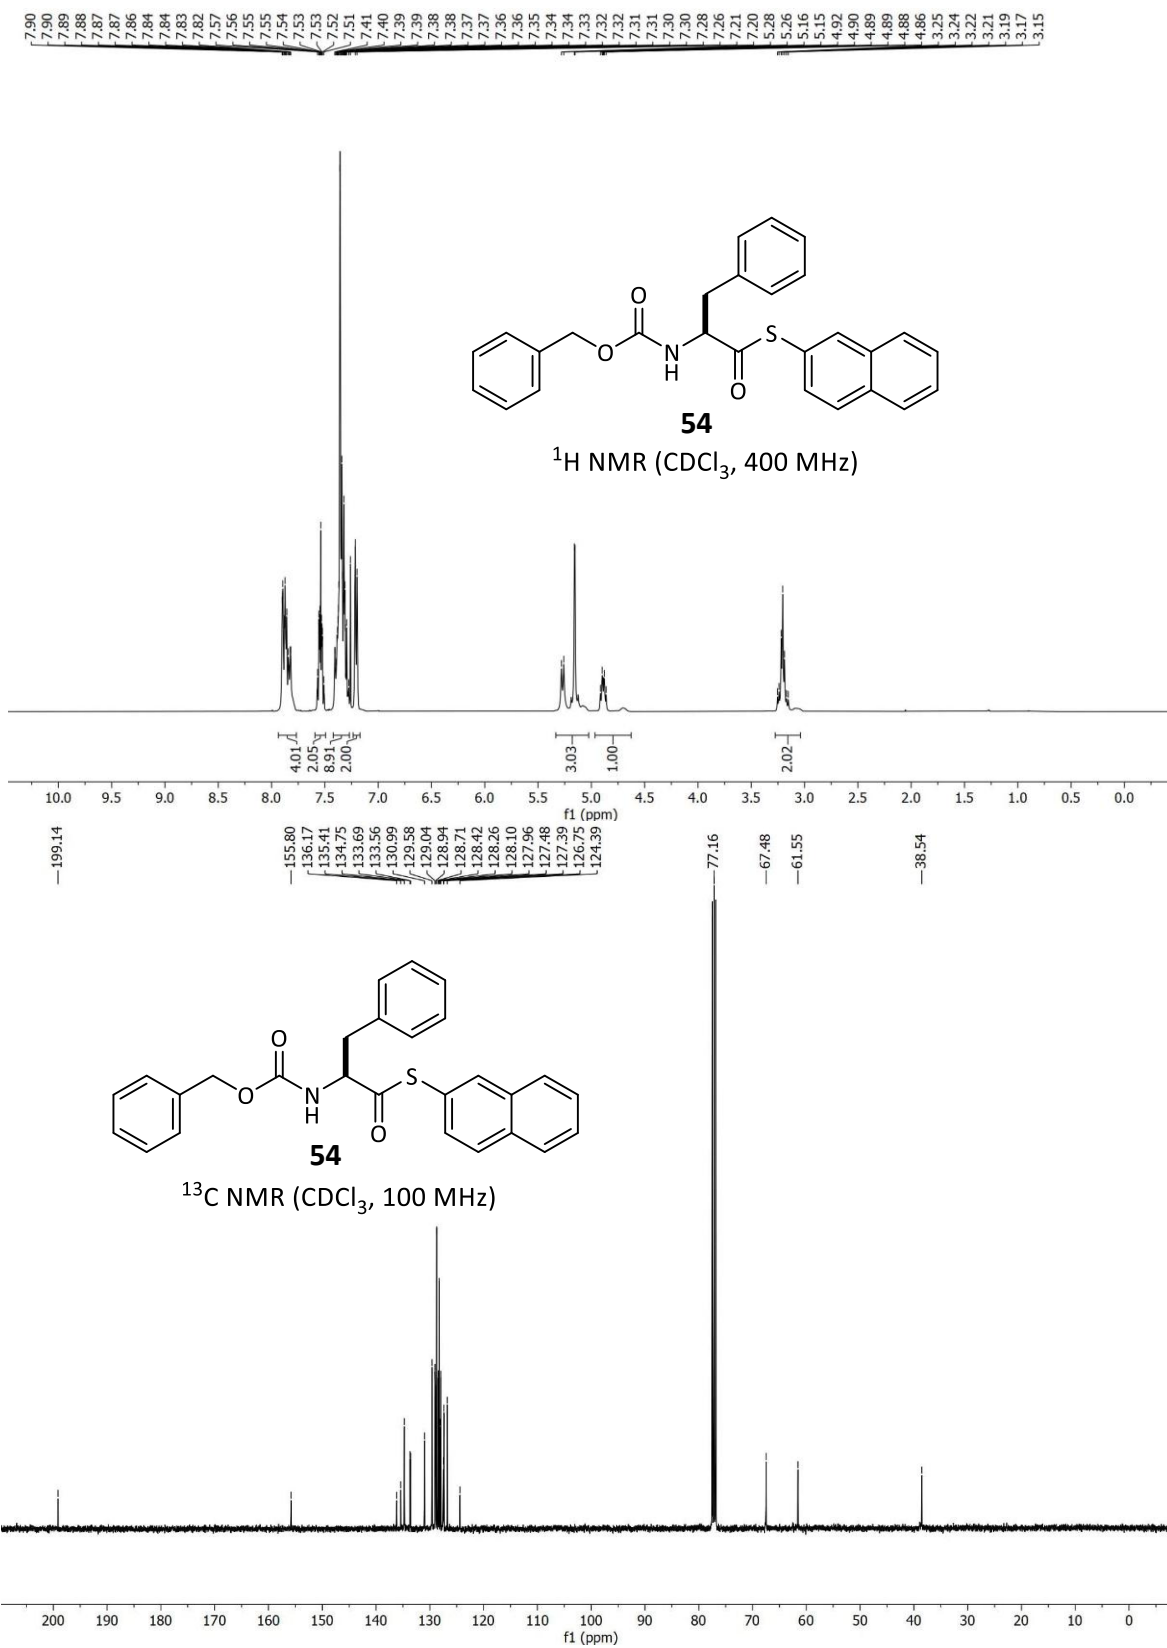 7.90 7.90 7.89 7.88 7.87 7.87 7.86 7.84 7.84 7.83 7.82 7.57 7.56 7.55 7.55 7.54 7.53 7.53 7.52 7.51 7.41 7.40 7.39 7.39 7.38 7.38 7.37 7.37 7.36 7.36 7.35 7.34 7.34 7.33 7.32 7.32 7.31 7.31 7.30 7.30 7.28 7.26 7.21 7.20 5.28 5.26 5.16 5.15 4.92 4.90 4.89 4.89 4.88 4.86 3.25 3.24 3.22 3.21 3.19 3.17 3.15
O
S
O
N
H
O
54
¹H NMR (CDCl₃, 400 MHz)
4.01 2.05 8.91 2.00 3.03 1.00 2.02
10.0 9.5 9.0 8.5 8.0 7.5 7.0 6.5 6.0 5.5 5.0 4.5 4.0 3.5 3.0 2.5 2.0 1.5 1.0 0.5 0.0
f1 (ppm)
199.14 155.80 136.17 135.41 134.75 133.69 133.56 130.99 129.58 129.04 128.94 128.71 128.42 128.26 128.10 127.96 127.48 127.39 126.75 124.39 77.16 67.48 61.55 38.54
O
S
O
N
H
O
54
¹³C NMR (CDCl₃, 100 MHz)
200 190 180 170 160 150 140 130 120 110 100 90 80 70 60 50 40 30 20 10 0
f1 (ppm)